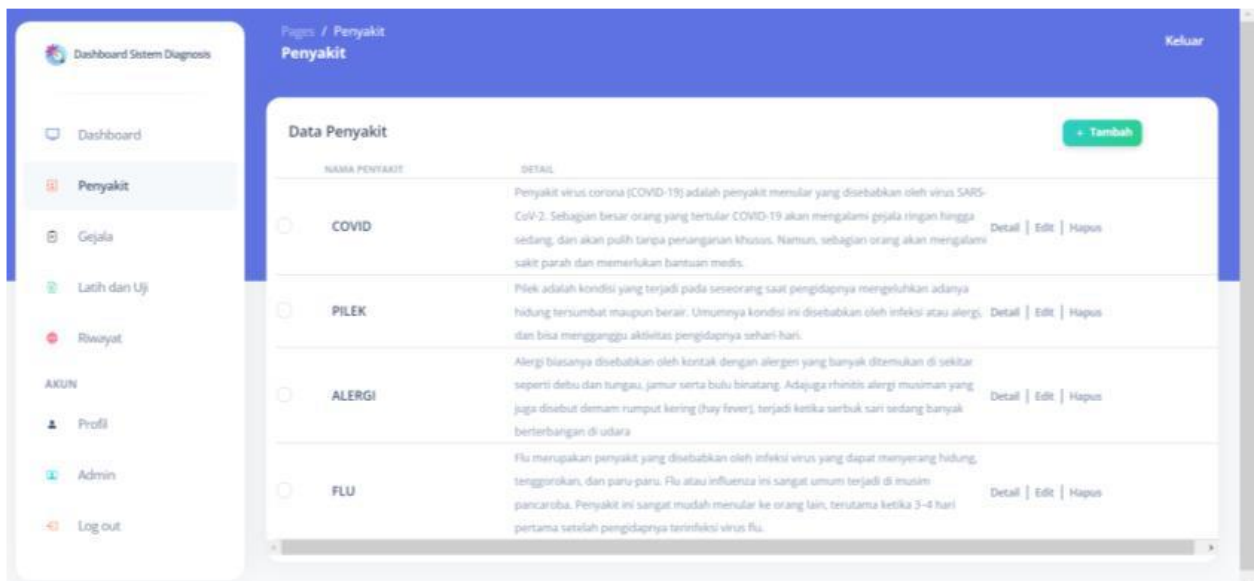 Dashboard Sistem Diagnosis
Dashboard
Penyakit
Gejala
Latih dan Uji
Riwayat
AKUN
Profil
Admin
Log out
Pages / Penyakit
Penyakit
Keluar
Data Penyakit
+ Tambah
NAMA PENYAKIT DETAIL
COVID
Penyakit virus corona (COVID-19) adalah penyakit menular yang disebabkan oleh virus SARS-
CoV-2. Sebagian besar orang yang tertular COVID-19 akan mengalami gejala ringan hingga
sedang, dan akan pulih tanpa penanganan khusus. Namun, sebagian orang akan mengalami
sakit parah dan memerlukan bantuan medis.
Detail | Edit | Hapus
PILEK
Pilek adalah kondisi yang terjadi pada seseorang saat pengidapnya mengeluhkan adanya
hidung tersumbat maupun berair. Umumnya kondisi ini disebabkan oleh infeksi atau alergi,
dan bisa mengganggu aktivitas pengidapnya sehari-hari.
Detail | Edit | Hapus
ALERGI
Alergi biasanya disebabkan oleh kontak dengan alergen yang banyak ditemukan di sekitar
seperti debu dan tungau, jamur serta bulu binatang. Adajuga rhinitis alergi musiman yang
juga disebut demam rumput kering (hay fever), terjadi ketika serbuk sari sedang banyak
berterbangan di udara
Detail | Edit | Hapus
FLU
Flu merupakan penyakit yang disebabkan oleh infeksi virus yang dapat menyerang hidung,
tenggorokan, dan paru-paru. Flu atau influenza ini sangat umum terjadi di musim
pancaroba. Penyakit ini sangat mudah menular ke orang lain, terutama ketika 3-4 hari
pertama setelah pengidapnya terinfeksi virus flu.
Detail | Edit | Hapus